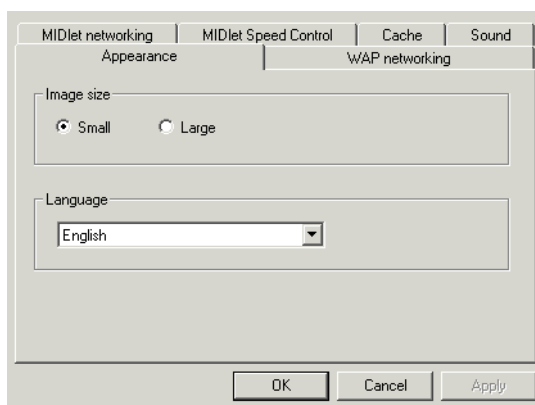 MIDlet networking MIDlet Speed Control Cache Sound
Appearance WAP networking
Image size
Small Large
Language
English
OK Cancel Apply